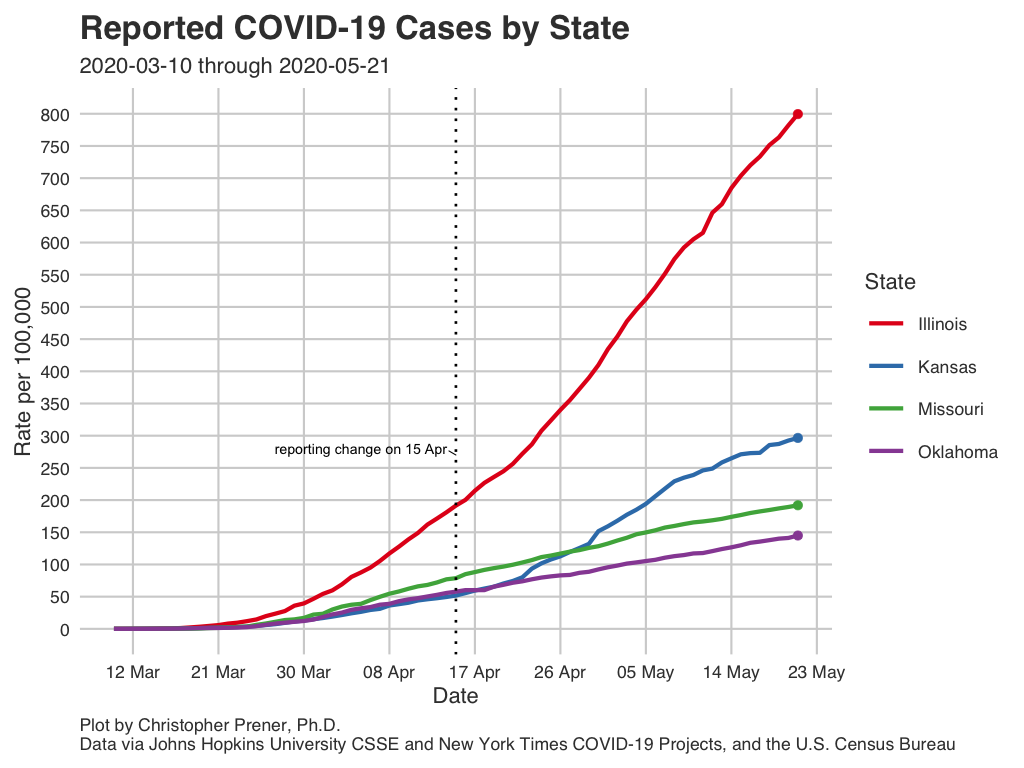 Reported COVID-19 Cases by State
2020-03-10 through 2020-05-21
Rate per 100,000
800
750
700
650
600
550
500
450
400
350
300
250
200
150
100
50
0
reporting change on 15 Apr
12 Mar
21 Mar
30 Mar
08 Apr
17 Apr
26 Apr
05 May
14 May
23 May
Date
State
Illinois
Kansas
Missouri
Oklahoma
Plot by Christopher Prener, Ph.D.
Data via Johns Hopkins University CSSE and New York Times COVID-19 Projects, and the U.S. Census Bureau